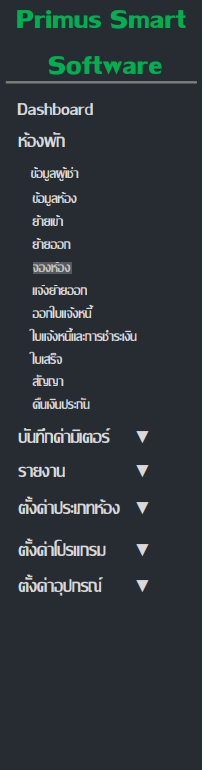 Primus Smart
Software
Dashboard
ห้องพัก
ข้อมูลผู้เช่า
ข้อมูลห้อง
ย้ายเข้า
ย้ายออก
จองห้อง
แจ้งย้ายออก
ออกใบแจ้งหนี้
ใบแจ้งหนี้และการชำระเงิน
ใบเสร็จ
สัญญา
คืนเงินประกัน
บันทึกค่ามิเตอร์ ▼
รายงาน ▼
ตั้งค่าประเภทห้อง ▼
ตั้งค่าโปรแกรม ▼
ตั้งค่าอุปกรณ์ ▼